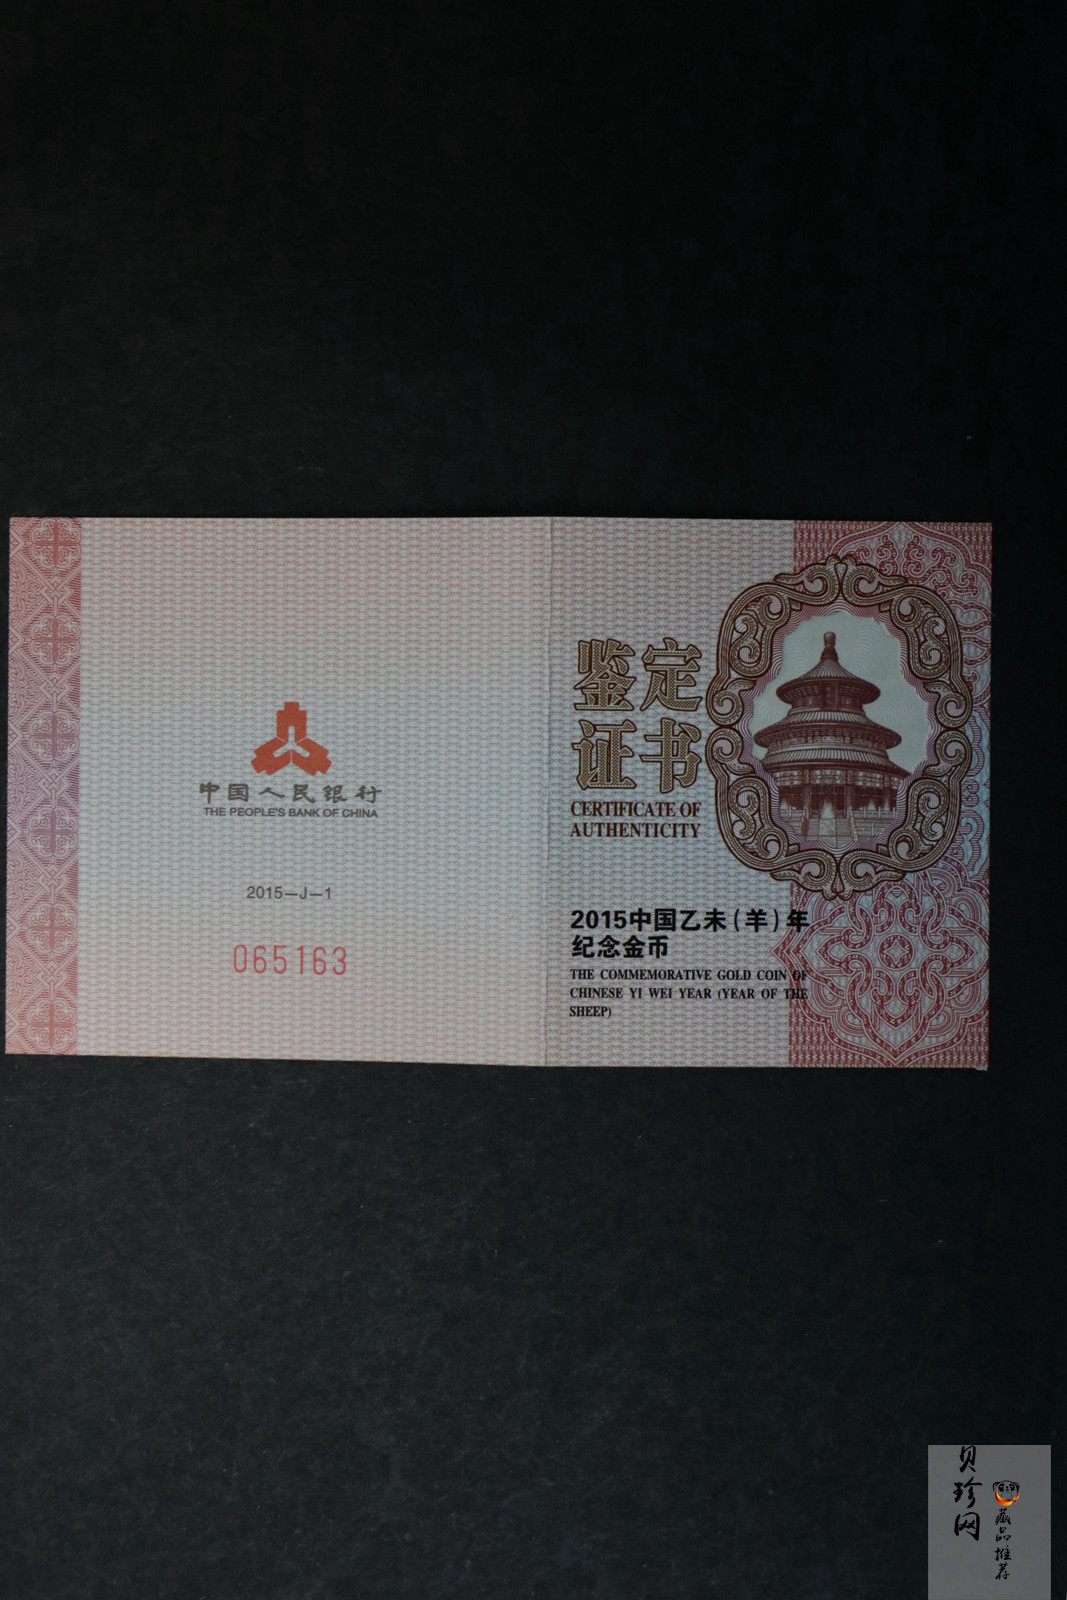 中国人民银行
THE PEOPLE'S BANK OF CHINA
2015—J—1
065163
鉴定
证书
CERTIFICATE OF
AUTHENTICITY
2015中国乙未(羊)年
纪念金币
THE COMMEMORATIVE GOLD COIN OF
CHINESE YI WEI YEAR (YEAR OF THE
SHEEP)
贝珍网
藏品推荐